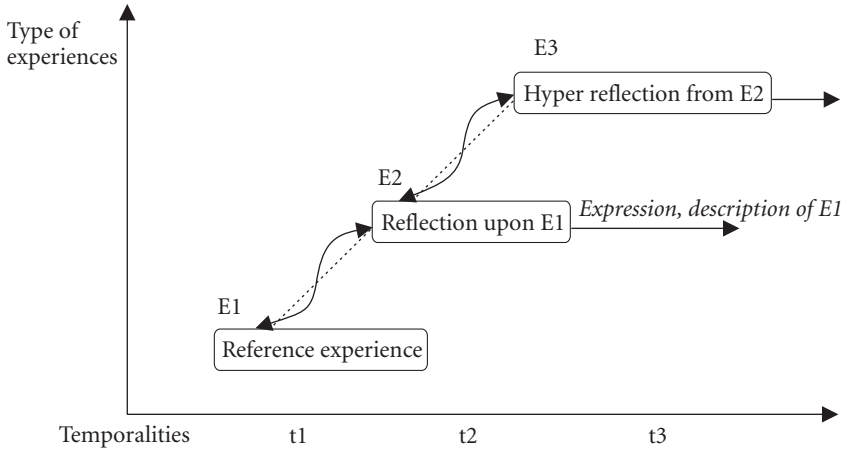 Type of
experiences
E3
Hyper reflection from E2
E2
Reflection upon E1
Expression, description of E1
E1
Reference experience
Temporalities t1 t2 t3